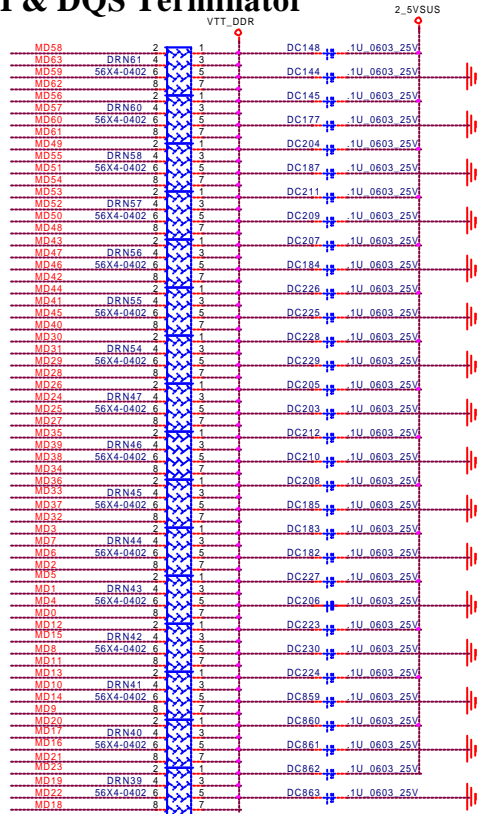 & DQS Terminator
VTT_DDR 2_5VSUS
MD58 2 1 DC148 .1U_0603_25V
MD63 DRN61 4 3
MD59 56X4-0402 6 5 DC144 .1U_0603_25V
MD62 8 7
MD56 2 1 DC145 .1U_0603_25V
MD57 DRN60 4 3
MD60 56X4-0402 6 5 DC177 .1U_0603_25V
MD61 8 7
MD49 2 1 DC204 .1U_0603_25V
MD55 DRN58 4 3
MD51 56X4-0402 6 5 DC187 .1U_0603_25V
MD54 8 7
MD53 2 1 DC211 .1U_0603_25V
MD52 DRN57 4 3
MD50 56X4-0402 6 5 DC209 .1U_0603_25V
MD48 8 7
MD43 2 1 DC207 .1U_0603_25V
MD47 DRN56 4 3
MD46 56X4-0402 6 5 DC184 .1U_0603_25V
MD42 8 7
MD44 2 1 DC226 .1U_0603_25V
MD41 DRN55 4 3
MD45 56X4-0402 6 5 DC225 .1U_0603_25V
MD40 8 7
MD30 2 1 DC228 .1U_0603_25V
MD31 DRN54 4 3
MD29 56X4-0402 6 5 DC229 .1U_0603_25V
MD28 8 7
MD26 2 1 DC205 .1U_0603_25V
MD24 DRN47 4 3
MD25 56X4-0402 6 5 DC203 .1U_0603_25V
MD27 8 7
MD35 2 1 DC212 .1U_0603_25V
MD39 DRN46 4 3
MD38 56X4-0402 6 5 DC210 .1U_0603_25V
MD34 8 7
MD36 2 1 DC208 .1U_0603_25V
MD33 DRN45 4 3
MD37 56X4-0402 6 5 DC185 .1U_0603_25V
MD32 8 7
MD3 2 1 DC183 .1U_0603_25V
MD7 DRN44 4 3
MD6 56X4-0402 6 5 DC182 .1U_0603_25V
MD2 8 7
MD5 2 1 DC227 .1U_0603_25V
MD1 DRN43 4 3
MD4 56X4-0402 6 5 DC206 .1U_0603_25V
MD0 8 7
MD12 2 1 DC223 .1U_0603_25V
MD15 DRN42 4 3
MD8 56X4-0402 6 5 DC230 .1U_0603_25V
MD11 8 7
MD13 2 1 DC224 .1U_0603_25V
MD10 DRN41 4 3
MD14 56X4-0402 6 5 DC859 .1U_0603_25V
MD9 8 7
MD20 2 1 DC860 .1U_0603_25V
MD17 DRN40 4 3
MD16 56X4-0402 6 5 DC861 .1U_0603_25V
MD21 8 7
MD23 2 1 DC862 .1U_0603_25V
MD19 DRN39 4 3
MD22 56X4-0402 6 5 DC863 .1U_0603_25V
MD18 8 7